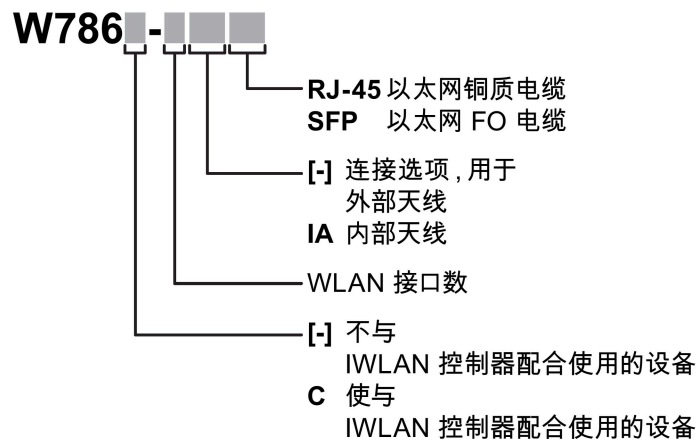 W786 -
RJ-45 以太网铜质电缆
SFP 以太网 FO 电缆
[-] 连接选项 , 用于
外部天线
IA 内部天线
WLAN 接口数
[-] 不与
IWLAN 控制器配合使用的设备
C 使与
IWLAN 控制器配合使用的设备